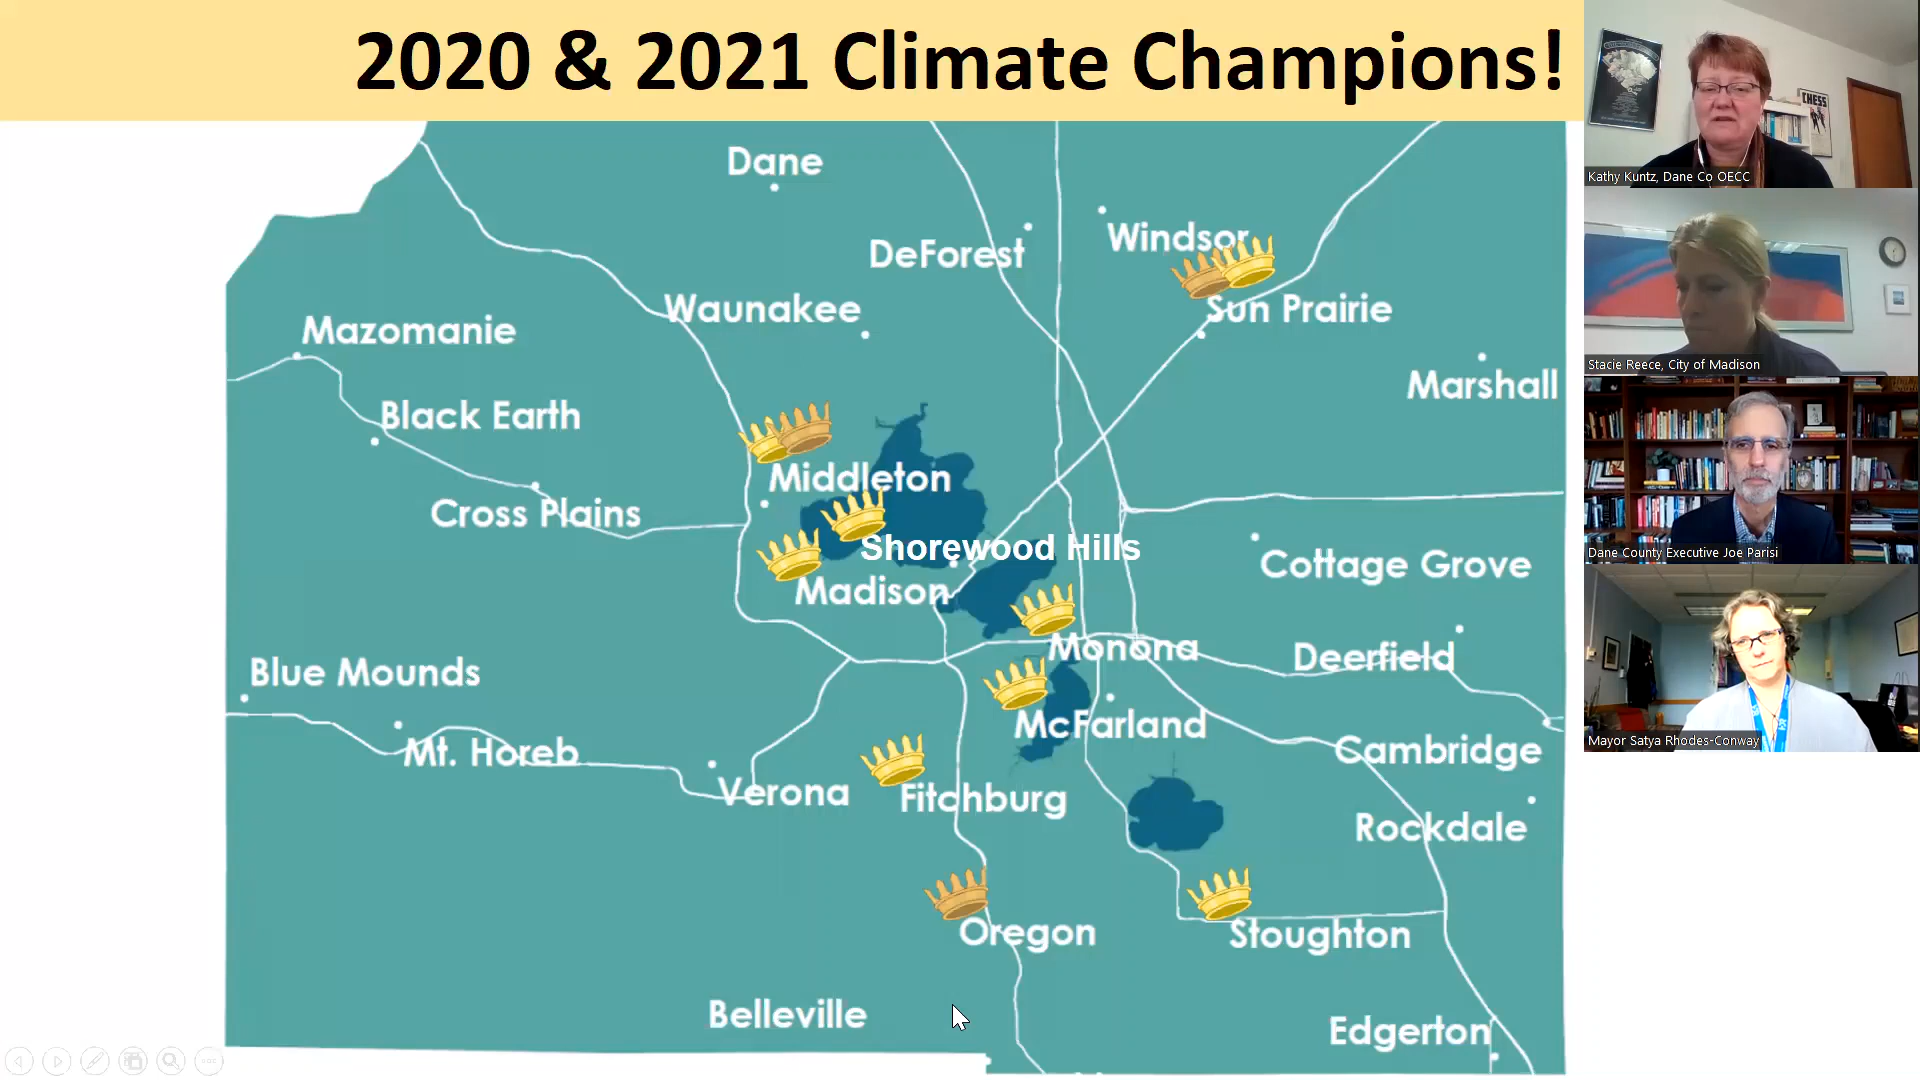 2020 & 2021 Climate Champions!
Dane
Windsor
DeForest
Waunakee
Sun Prairie
Mazomanie
Marshall
Black Earth
Middleton
Cross Plains
Shorewood Hills
Cottage Grove
Madison
Monona
Deerfield
Blue Mounds
McFarland
Mt. Horeb
Cambridge
Verona
Fitchburg
Rockdale
Oregon
Stoughton
Belleville
Edgerton
CHESS
Kathy Kuntz, Dane Co OECC
Stacie Reece, City of Madison
Dane County Executive Joe Parisi
Mayor Satya Rhodes-Conway